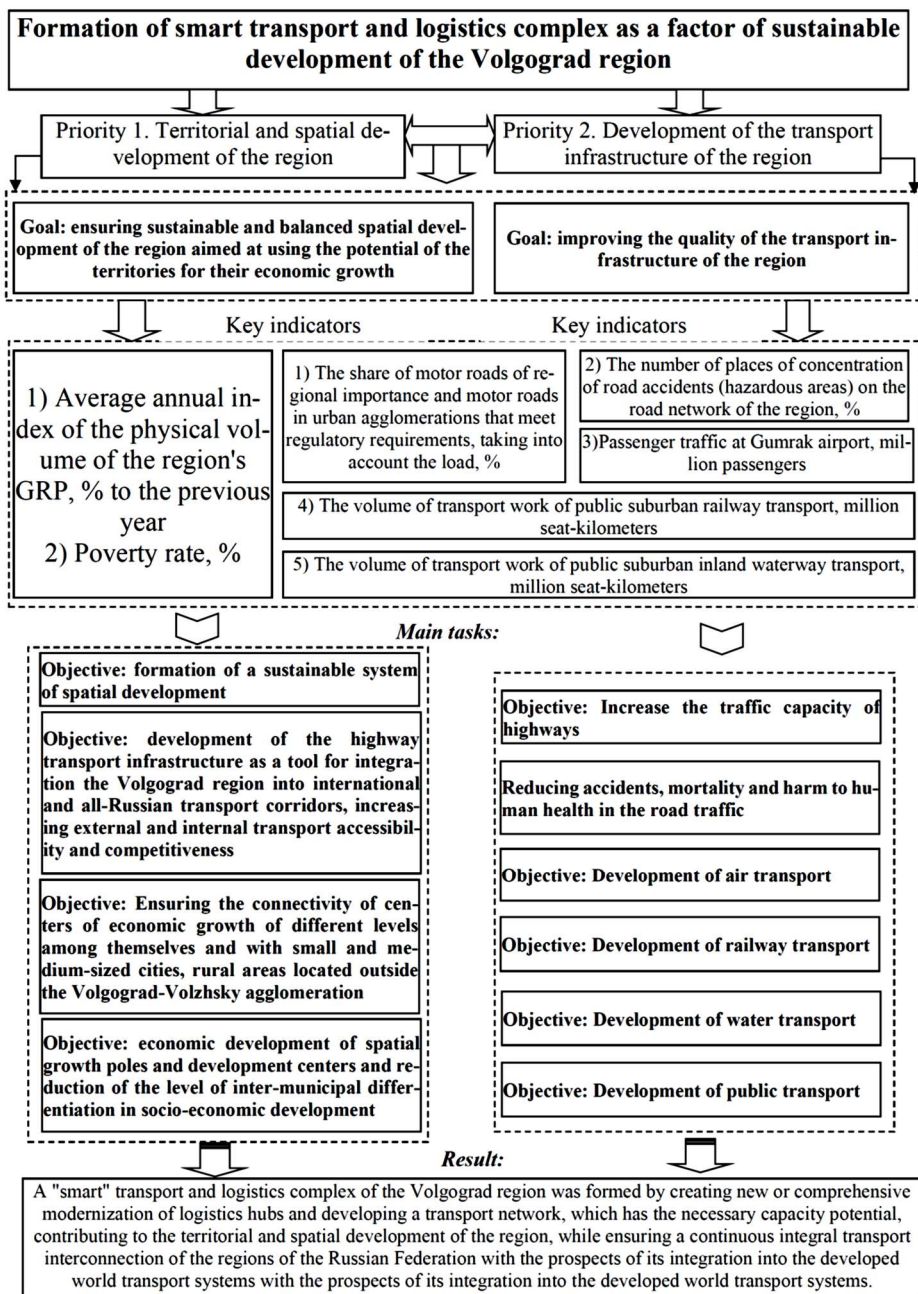 Formation of smart transport and logistics complex as a factor of sustainable
development of the Volgograd region
Priority 1. Territorial and spatial de-
velopment of the region
Priority 2. Development of the transport
infrastructure of the region
Goal: ensuring sustainable and balanced spatial devel-
opment of the region aimed at using the potential of the
territories for their economic growth
Goal: improving the quality of the transport in-
frastructure of the region
Key indicators
Key indicators
1) Average annual in-
dex of the physical vol-
ume of the region's
GRP, % to the previous
year
2) Poverty rate, %
1) The share of motor roads of re-
gional importance and motor roads
in urban agglomerations that meet
regulatory requirements, taking into
account the load, %
2) The number of places of concentration
of road accidents (hazardous areas) on the
road network of the region, %
3)Passenger traffic at Gumrak airport, mil-
lion passengers
4) The volume of transport work of public suburban railway transport, million
seat-kilometers
5) The volume of transport work of public suburban inland waterway transport,
million seat-kilometers
Main tasks:
Objective: formation of a sustainable system
of spatial development
Objective: development of the highway
transport infrastructure as a tool for integra-
tion the Volgograd region into international
and all-Russian transport corridors, increas-
ing external and internal transport accessibil-
ity and competitiveness
Objective: Ensuring the connectivity of cen-
ters of economic growth of different levels
among themselves and with small and me-
dium-sized cities, rural areas located outside
the Volgograd-Volzhsky agglomeration
Objective: economic development of spatial
growth poles and development centers and re-
duction of the level of inter-municipal differ-
entiation in socio-economic development
Objective: Increase the traffic capacity of
highways
Reducing accidents, mortality and harm to hu-
man health in the road traffic
Objective: Development of air transport
Objective: Development of railway transport
Objective: Development of water transport
Objective: Development of public transport
Result:
A "smart" transport and logistics complex of the Volgograd region was formed by creating new or comprehensive
modernization of logistics hubs and developing a transport network, which has the necessary capacity potential,
contributing to the territorial and spatial development of the region, while ensuring a continuous integral transport
interconnection of the regions of the Russian Federation with the prospects of its integration into the developed
world transport systems with the prospects of its integration into the developed world transport systems.